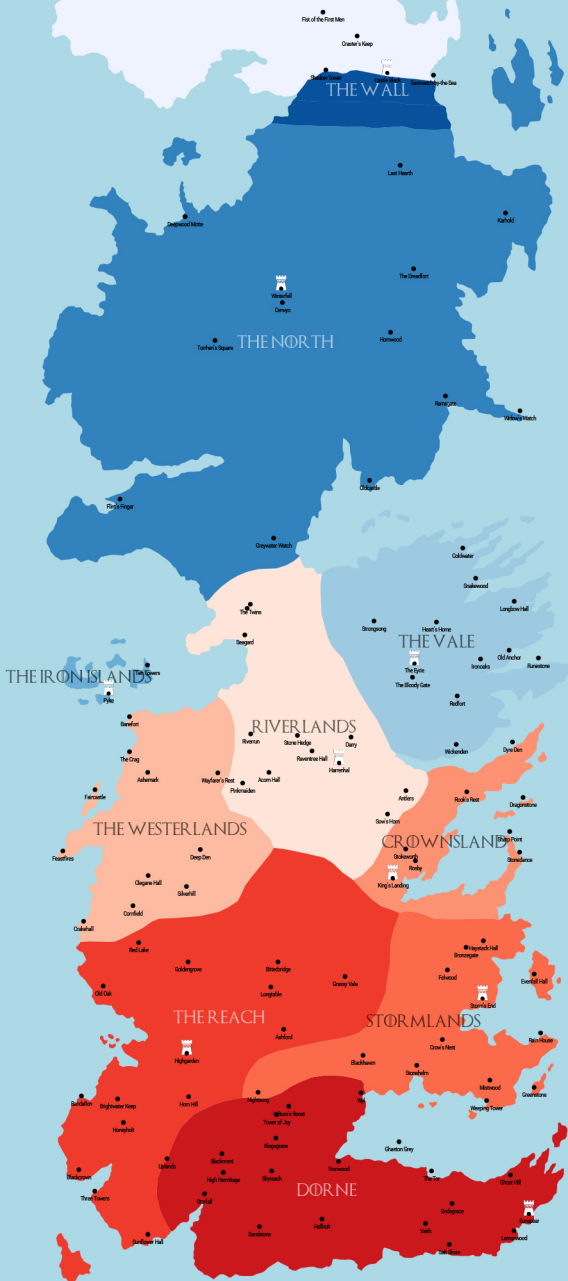 Fist of the First Men
Craster's Keep
Shadow Tower
Castle Black
Eastwatch-by-the-Sea
THE WALL
Last Hearth
Karhold
Deepwood Motte
The Dreadfort
Winterfell
Cerwyn
Hornwood
Torrhen's Square
THE NORTH
Ramsgate
Widow's Watch
Oldcastle
Flint's Finger
Greywater Watch
Coldwater
Snakewood
Longbow Hall
The Twins
Strongsong
Heart's Home
Seagard
THE VALE
Old Anchor
Runestone
Ironoaks
The Eyrie
The Bloody Gate
THE IRON ISLANDS
Ten Towers
Pyke
Redfort
Banefort
RIVERLANDS
Riverrun
Stone Hedge
Darry
Raventree Hall
Harrenhal
Wickenden
Dyre Den
The Crag
Ashemark
Wayfarer's Rest
Acorn Hall
Pinkmaiden
Faircastle
Antlers
Rook's Rest
Dragonstone
Sow's Horn
THE WESTERLANDS
CROWNSLAND
Sharp Point
Feastfires
Deep Den
Stokeworth
Rosby
Stonedance
Clegane Hall
Silverhill
King's Landing
Cornfield
Crakehall
Red Lake
Haystack Hall
Bronzegate
Goldengrove
Bitterbridge
Grassy Vale
Felwood
Evenfall Hall
Old Oak
Longtable
Storm's End
THE REACH
STORMLANDS
Ashford
Crow's Nest
Rain House
Highgarden
Blackhaven
Stonehelm
Mistwood
Greenstone
Nightsong
Wyl
Weeping Tower
Bandallon
Brightwater Keep
Horn Hill
Vulture's Roost
Tower of Joy
Honeyholt
Kingsgrave
Ghaston Grey
Uplands
Blackmont
Yronwood
Blackcrown
High Hermitage
Skyreach
The Tor
Ghost Hill
Three Towers
Starfall
DORNE
Godsgrace
Sunspear
Sunflower Hall
Sandstone
Hellholt
Vaith
Lemonwood
Salt Shore